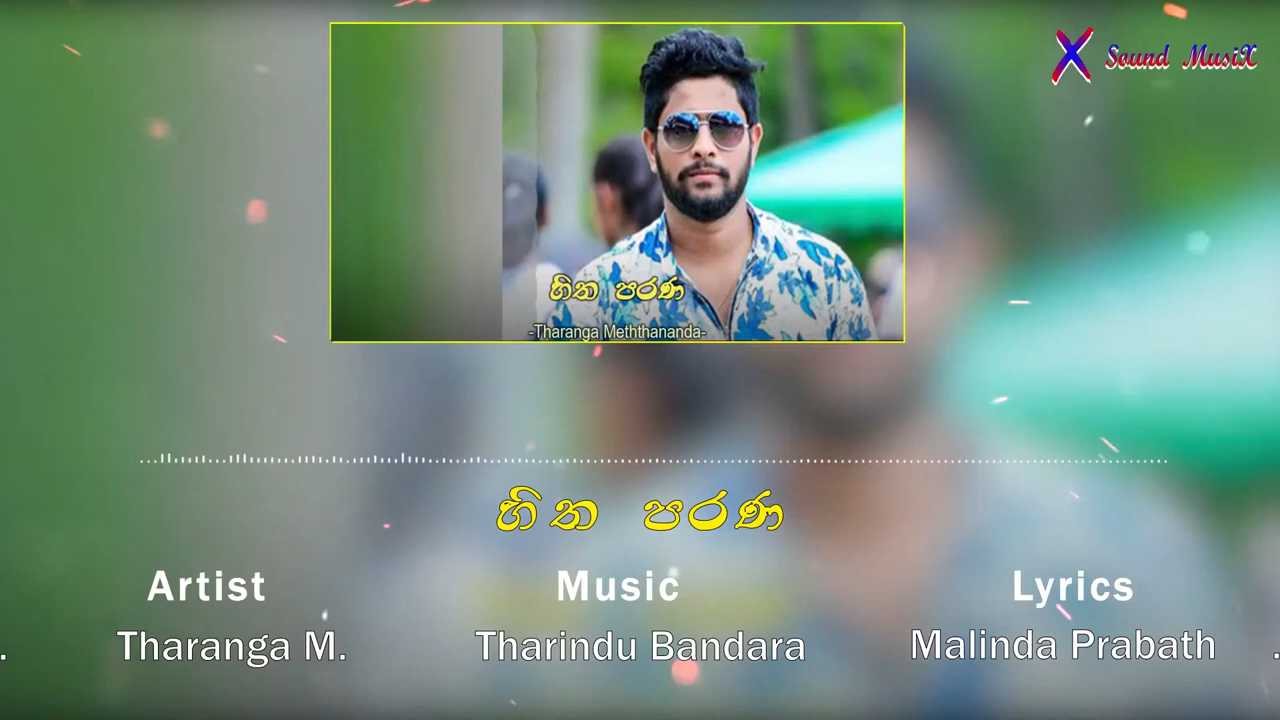 X Sound MusiX
හිත පරණ
-Tharanga Meththananda-
හිත පරණ
Artist Music Lyrics
. Tharanga M. Tharindu Bandara Malinda Prabath .